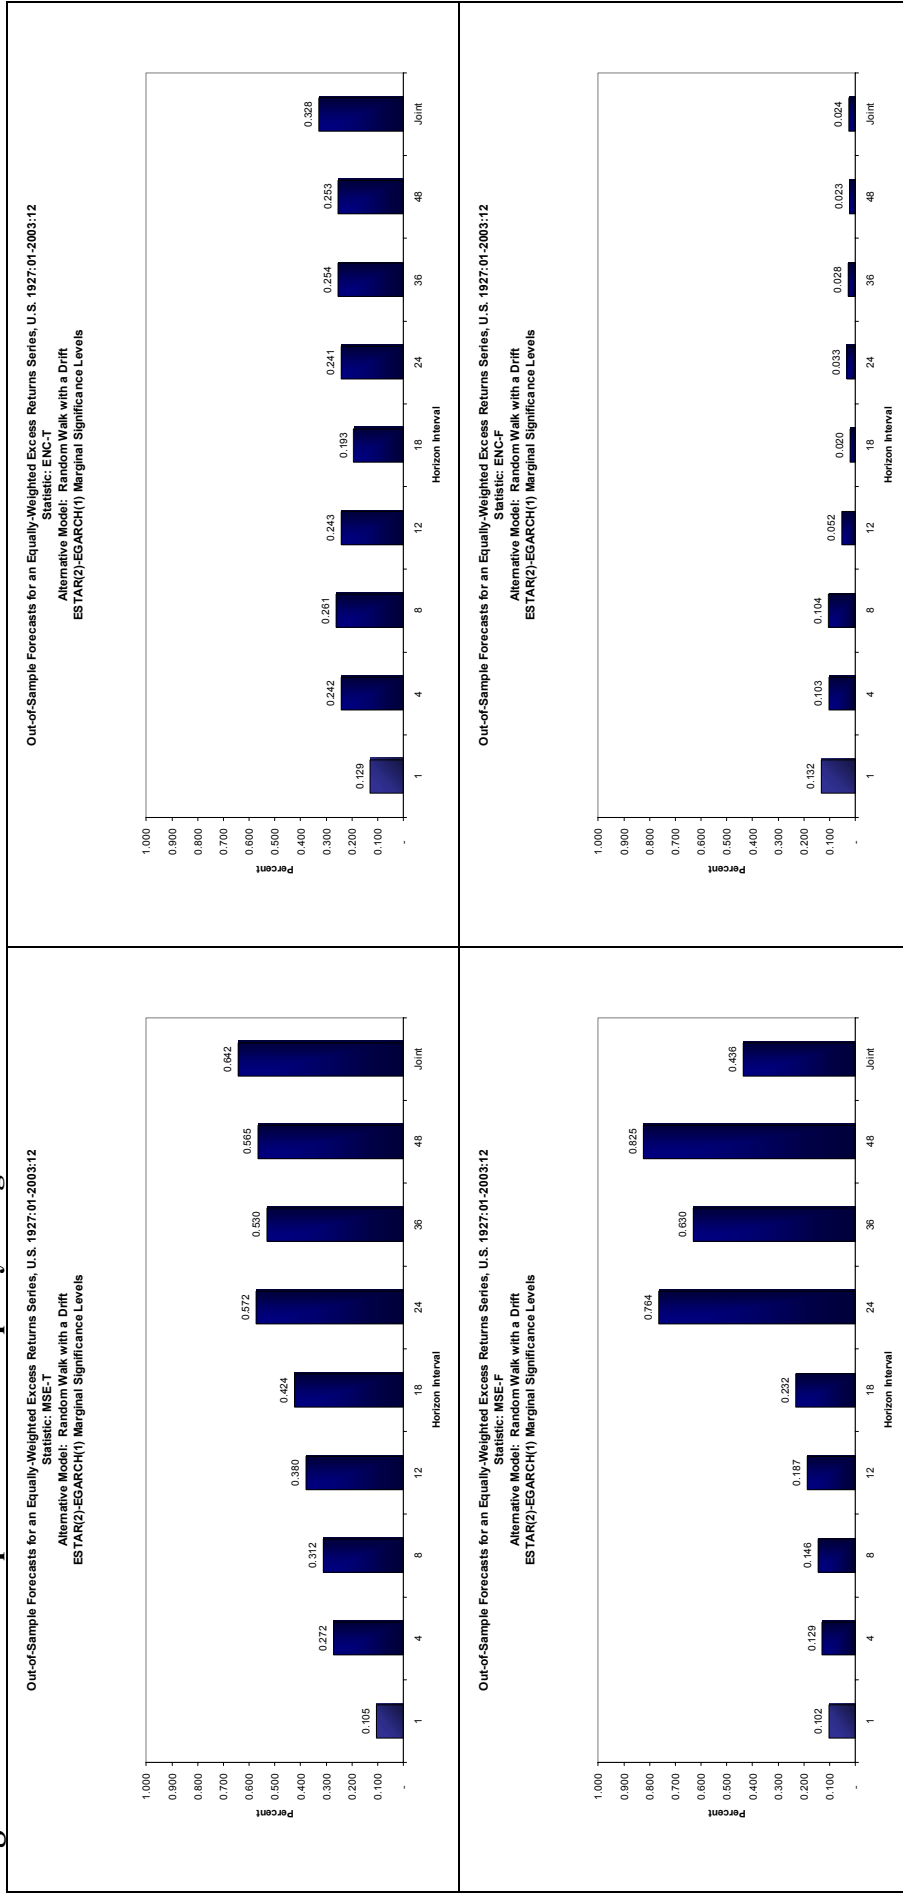 Out-of-Sample Forecasts for an Equally-Weighted Excess Returns Series, U.S. 1927:01-2003:12
Statistic: MSE-T
Alternative Model: Random Walk with a Drift
ESTAR(2)-EGARCH(1) Marginal Significance Levels
Percent
1.000
0.900
0.800
0.700
0.600
0.500
0.400
0.300
0.200
0.100
-
0.105
0.272
0.312
0.380
0.424
0.572
0.530
0.565
0.642
1 4 8 12 18 24 36 48 Joint
Horizon Interval
Out-of-Sample Forecasts for an Equally-Weighted Excess Returns Series, U.S. 1927:01-2003:12
Statistic: ENC-T
Alternative Model: Random Walk with a Drift
ESTAR(2)-EGARCH(1) Marginal Significance Levels
Percent
1.000
0.900
0.800
0.700
0.600
0.500
0.400
0.300
0.200
0.100
-
0.129
0.242
0.261
0.243
0.193
0.241
0.254
0.253
0.328
1 4 8 12 18 24 36 48 Joint
Horizon Interval
Out-of-Sample Forecasts for an Equally-Weighted Excess Returns Series, U.S. 1927:01-2003:12
Statistic: MSE-F
Alternative Model: Random Walk with a Drift
ESTAR(2)-EGARCH(1) Marginal Significance Levels
Percent
1.000
0.900
0.800
0.700
0.600
0.500
0.400
0.300
0.200
0.100
-
0.102
0.129
0.146
0.187
0.232
0.764
0.630
0.825
0.436
1 4 8 12 18 24 36 48 Joint
Horizon Interval
Out-of-Sample Forecasts for an Equally-Weighted Excess Returns Series, U.S. 1927:01-2003:12
Statistic: ENC-F
Alternative Model: Random Walk with a Drift
ESTAR(2)-EGARCH(1) Marginal Significance Levels
Percent
1.000
0.900
0.800
0.700
0.600
0.500
0.400
0.300
0.200
0.100
-
0.132
0.103
0.104
0.052
0.020
0.033
0.028
0.023
0.024
1 4 8 12 18 24 36 48 Joint
Horizon Interval